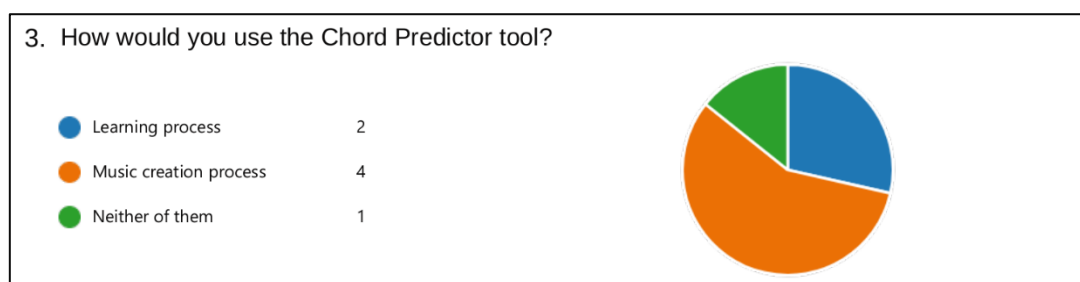 3. How would you use the Chord Predictor tool?
Learning process 2
Music creation process 4
Neither of them 1